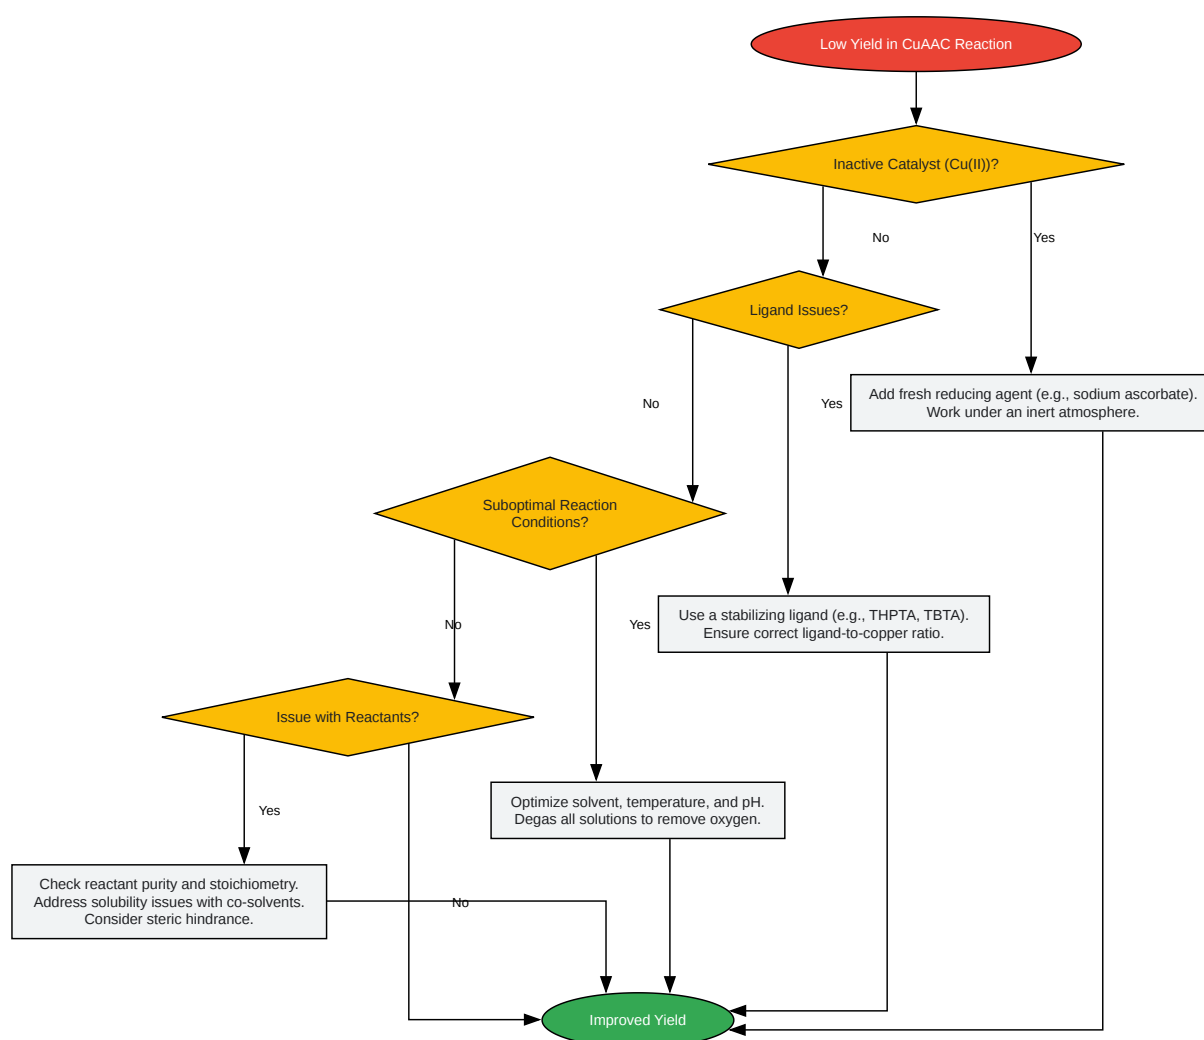 Low Yield in CuAAC Reaction
Inactive Catalyst (Cu(II))?
No
Yes
Ligand Issues?
No
Yes
Add fresh reducing agent (e.g., sodium ascorbate).
Work under an inert atmosphere.
Suboptimal Reaction
Conditions?
No
Yes
Use a stabilizing ligand (e.g., THPTA, TBTA).
Ensure correct ligand-to-copper ratio.
Issue with Reactants?
Yes
Optimize solvent, temperature, and pH.
Degas all solutions to remove oxygen.
Check reactant purity and stoichiometry.
Address solubility issues with co-solvents.
Consider steric hindrance.
No
Improved Yield